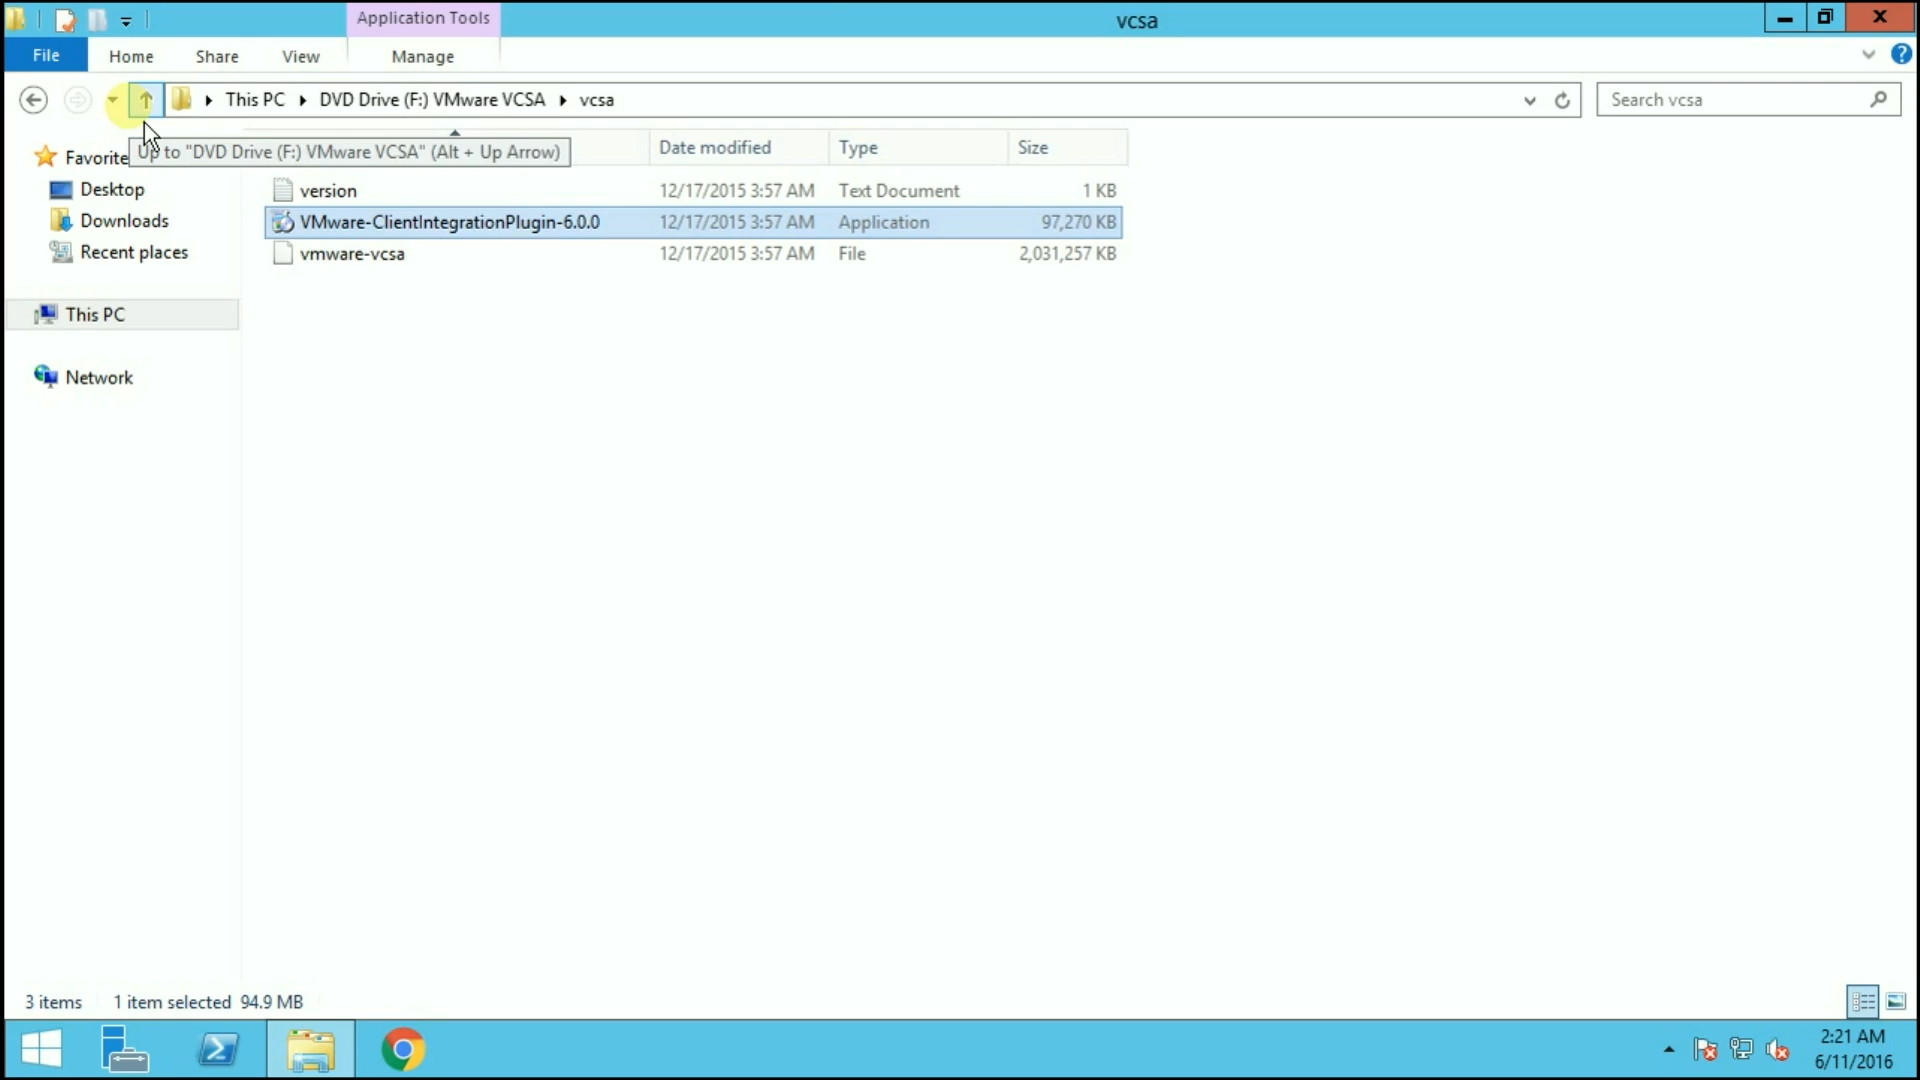 Application Tools
vcsa
File Home Share View Manage
This PC DVD Drive (F:) VMware VCSA vcsa
Search vcsa
Favorite
Up to "DVD Drive (F:) VMware VCSA" (Alt + Up Arrow)
Date modified Type Size
Desktop
Downloads
Recent places
This PC
Network
version 12/17/2015 3:57 AM Text Document 1 KB
VMware-ClientIntegrationPlugin-6.0.0 12/17/2015 3:57 AM Application 97,270 KB
vmware-vcsa 12/17/2015 3:57 AM File 2,031,257 KB
3 items 1 item selected 94.9 MB
2:21 AM
6/11/2016